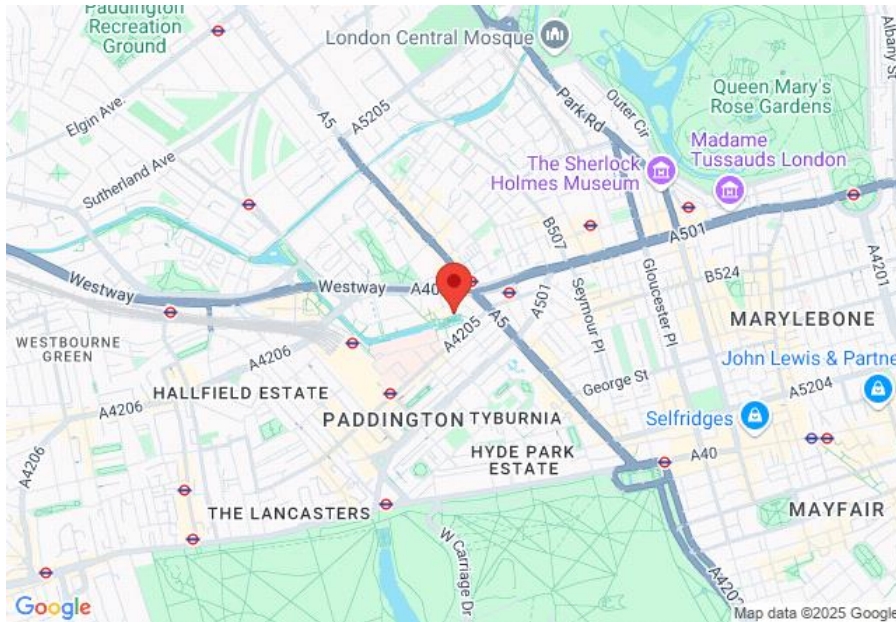 Paddington
Recreation
Ground
London Central Mosque
Albany St
Elgin Ave.
A5
A5205
Park Rd
Outer Cir
Queen Mary's
Rose Gardens
Sutherland Ave
The Sherlock
Holmes Museum
Madame
Tussauds London
B507
A501
A4201
Westway
Westway
A40
A501
Gloucester Pl
B524
Seymour Pl
A5
A4205
MARYLEBONE
WESTBOURNE
GREEN
A4206
HALLFIELD ESTATE
John Lewis & Partne
George St
A5204
A4206
PADDINGTON
TYBURNIA
Selfridges
HYDE PARK
ESTATE
A40
A4206
THE LANCASTERS
MAYFAIR
W Carriage Dr
A4202
Google
Map data ©2025 Google